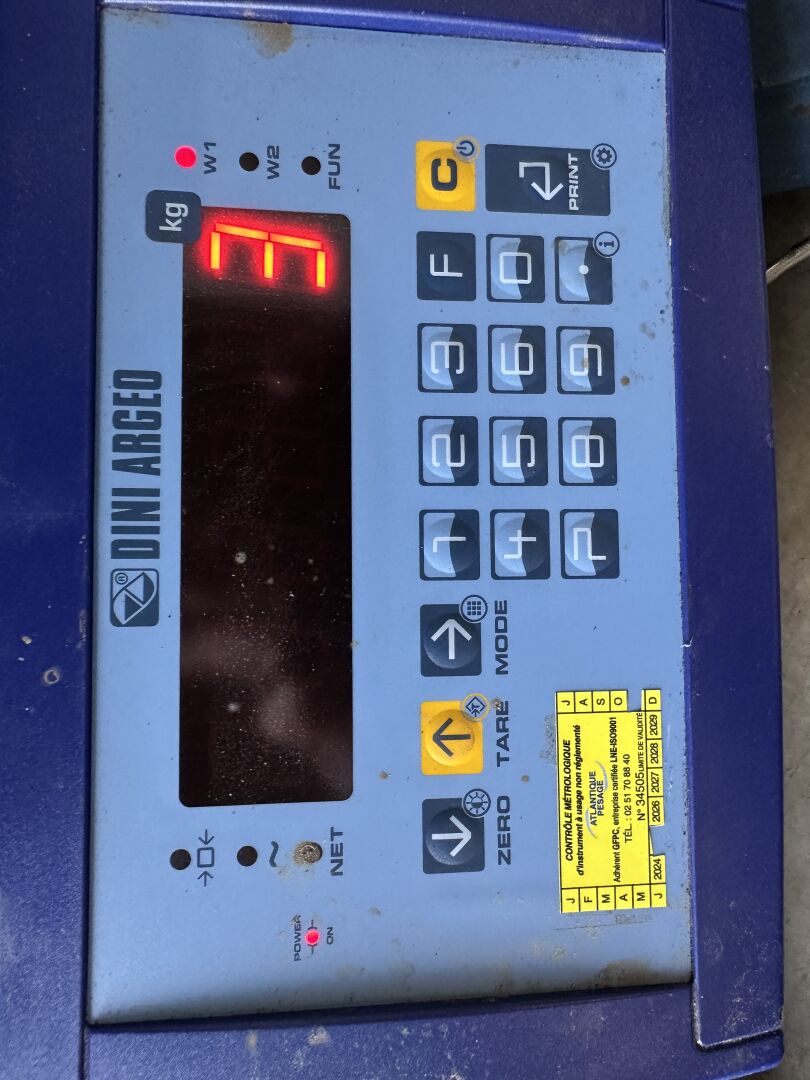 DINI ARGEO
®
kg
3
NET
~
POWER
ON
W1
W2
FUN
ZERO
TARE
T
MODE
1
2
3
F
C
4
5
6
0
7
8
9
.
i
PRINT
CONTRÔLE MÉTROLOGIQUE
d'instrument à usage non réglementé
ATLANTIQUE
PESAGE
Adhérent GFPC, entreprise certifiée LNE-ISO9001
TÉL. : 02 51 70 88 40
N° 34505 LIMITE DE VALIDITÉ
J
F
M
A
M
J
2024
2026
2027
2028
2029
J
A
S
O
D